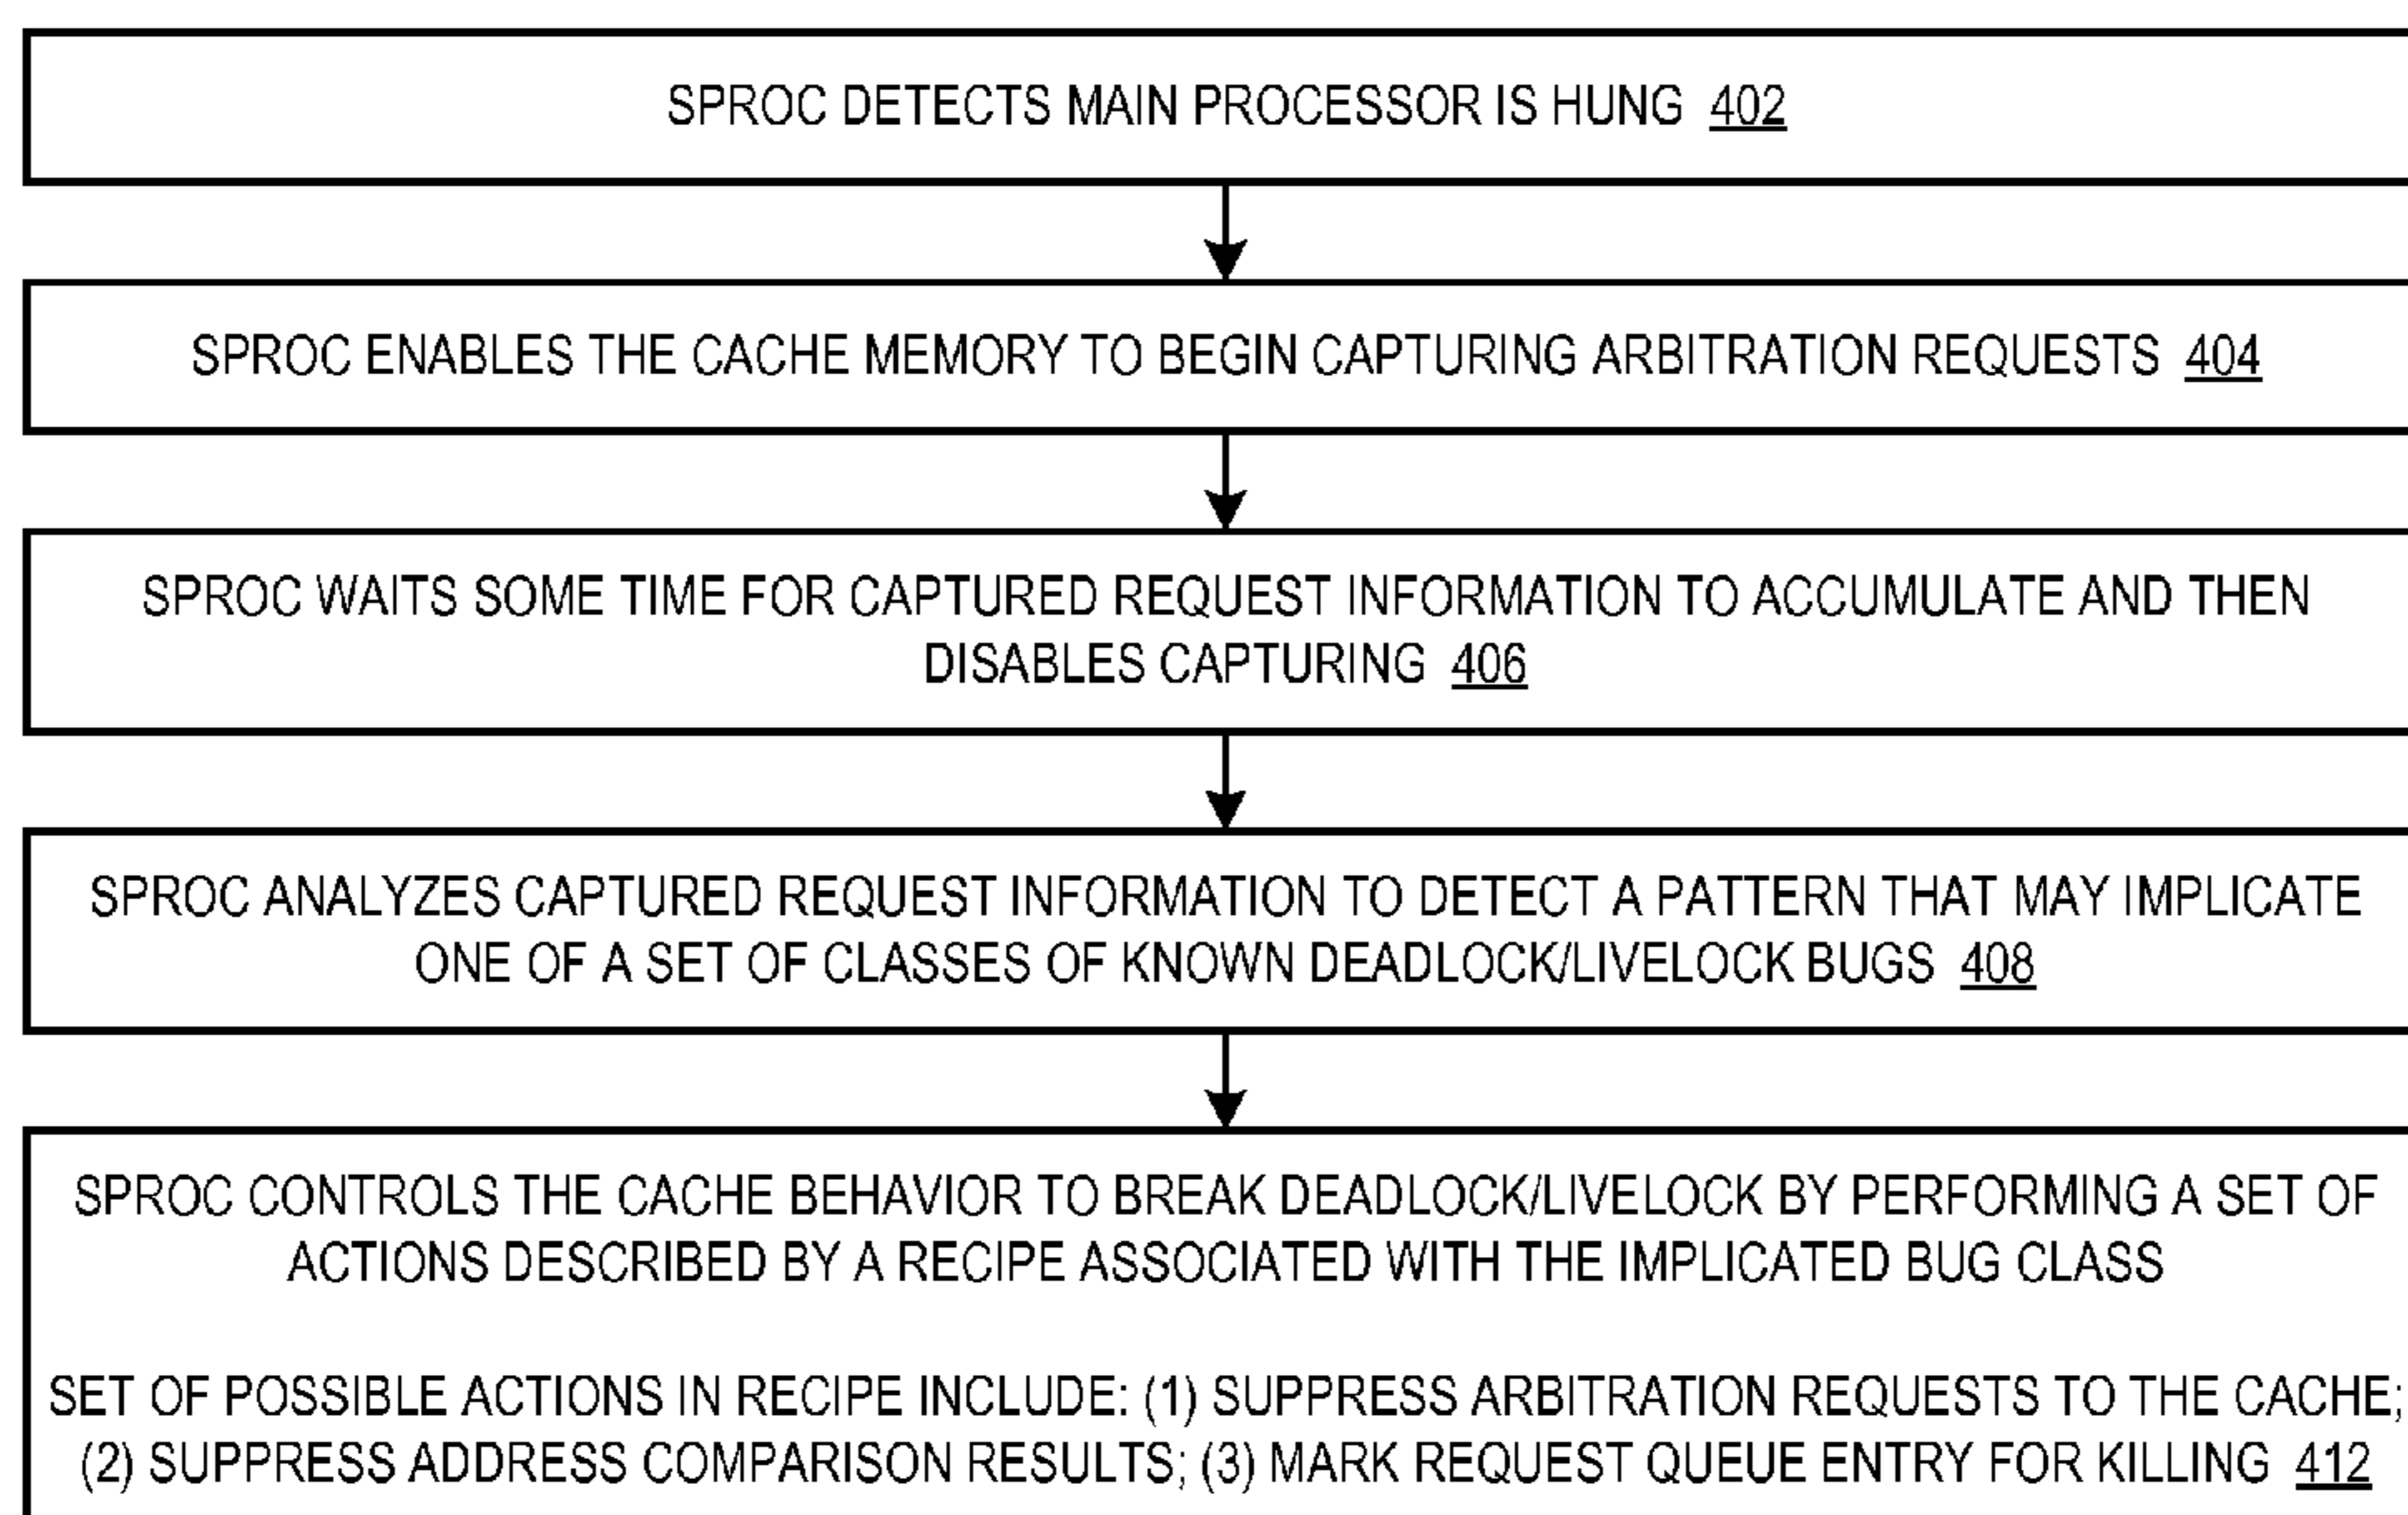 SPROC DETECTS MAIN PROCESSOR IS HUNG 402
SPROC ENABLES THE CACHE MEMORY TO BEGIN CAPTURING ARBITRATION REQUESTS 404
SPROC WAITS SOME TIME FOR CAPTURED REQUEST INFORMATION TO ACCUMULATE AND THEN
DISABLES CAPTURING 406
SPROC ANALYZES CAPTURED REQUEST INFORMATION TO DETECT A PATTERN THAT MAY IMPLICATE
ONE OF A SET OF CLASSES OF KNOWN DEADLOCK/LIVELOCK BUGS 408
SPROC CONTROLS THE CACHE BEHAVIOR TO BREAK DEADLOCK/LIVELOCK BY PERFORMING A SET OF
ACTIONS DESCRIBED BY A RECIPE ASSOCIATED WITH THE IMPLICATED BUG CLASS
SET OF POSSIBLE ACTIONS IN RECIPE INCLUDE: (1) SUPPRESS ARBITRATION REQUESTS TO THE CACHE;
(2) SUPPRESS ADDRESS COMPARISON RESULTS; (3) MARK REQUEST QUEUE ENTRY FOR KILLING 412